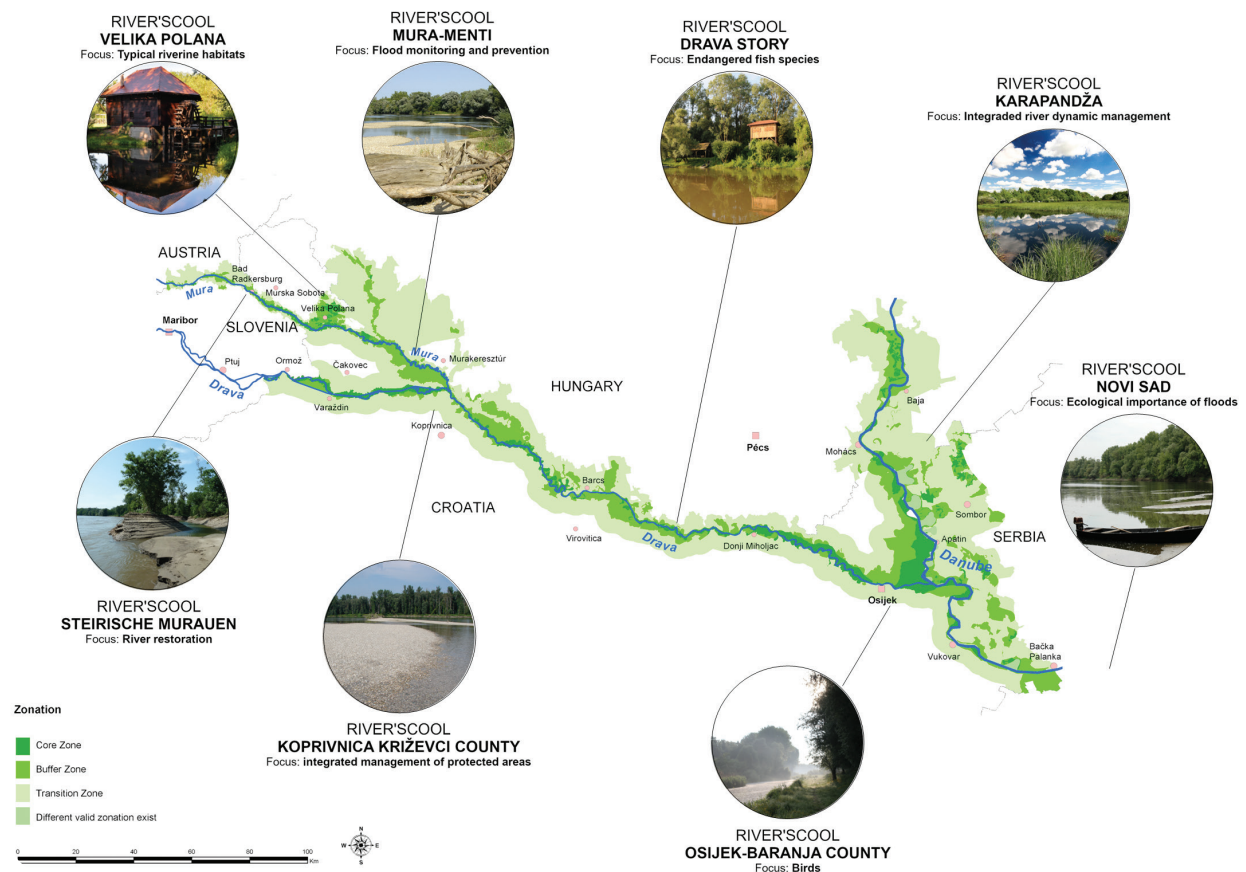 RIVER'SCOOL
VELIKA POLANA
Focus: Typical riverine habitats
RIVER'SCOOL
MURA-MENTI
Focus: Flood monitoring and prevention
RIVER'SCOOL
DRAVA STORY
Focus: Endangered fish species
RIVER'SCOOL
KARAPANDŽA
Focus: Integraded river dynamic management
AUSTRIA
Bad
Radkersburg
Mura
Murska Sobota
Velika Polana
Maribor
SLOVENIA
Ptuj
Ormož
Čakovec
Mura
Murakeresztúr
Drava
Varaždin
HUNGARY
Koprivnica
Baja
RIVER'SCOOL
NOVI SAD
Focus: Ecological importance of floods
Pécs
Mohács
Barcs
CROATIA
Sombor
Virovitica
Drava
Donji Miholjac
Apatin
SERBIA
Danube
Osijek
Vukovar
Bačka
Palanka
RIVER'SCOOL
STEIRISCHE MURAUEN
Focus: River restoration
RIVER'SCOOL
KOPRIVNICA KRIŽEVCI COUNTY
Focus: integrated management of protected areas
RIVER'SCOOL
OSIJEK-BARANJA COUNTY
Focus: Birds
Zonation
Core Zone
Buffer Zone
Transition Zone
Different valid zonation exist
0 20 40 60 80 100
Km
N
W E
S